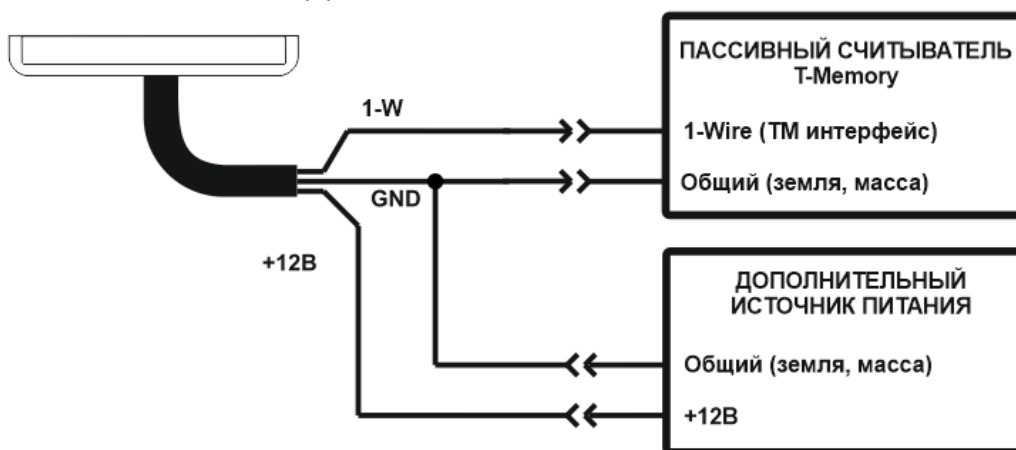 ПАССИВНЫЙ СЧИТЫВАТЕЛЬ
T-Memory
1-W
1-Wire (ТМ интерфейс)
GND
Общий (земля, масса)
+12В
ДОПОЛНИТЕЛЬНЫЙ
ИСТОЧНИК ПИТАНИЯ
Общий (земля, масса)
+12В